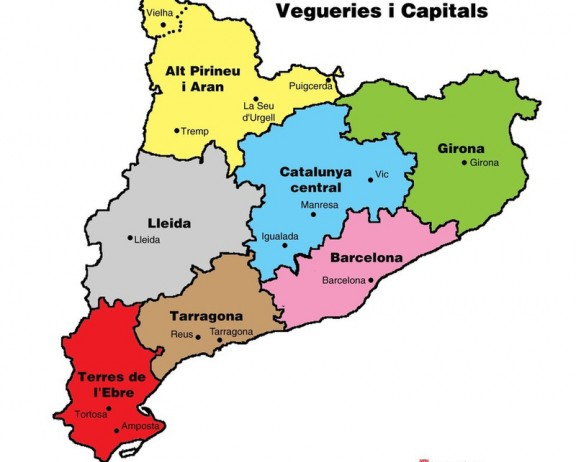 Vegueries i Capitals
Vielha
Alt Pirineu
i Aran
Puigcerda
La Seu
d'Urgell
Tremp
Girona
Girona
Catalunya
central
Vic
Manresa
Igualada
Lleida
Lleida
Barcelona
Barcelona
Tarragona
Reus
Tarragona
Terres de
l'Ebre
Tortosa
Amposta